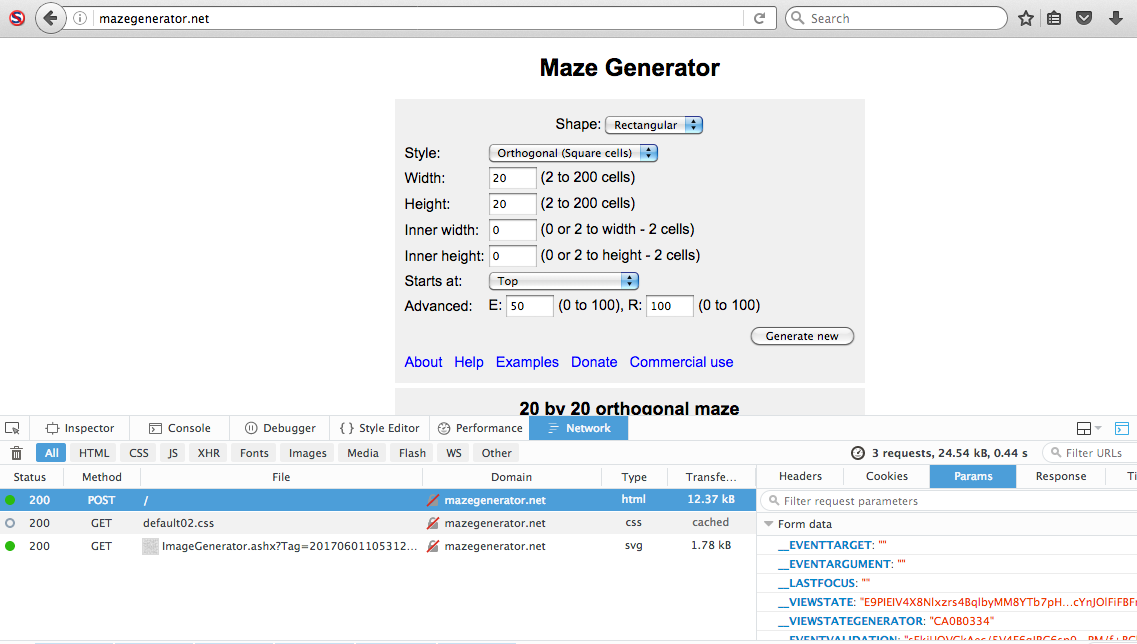 mazegenerator.net
Search
Maze Generator
Shape: Rectangular
Style: Orthogonal (Square cells)
Width: 20 (2 to 200 cells)
Height: 20 (2 to 200 cells)
Inner width: 0 (0 or 2 to width - 2 cells)
Inner height: 0 (0 or 2 to height - 2 cells)
Starts at: Top
Advanced: E: 50 (0 to 100), R: 100 (0 to 100)
Generate new
About Help Examples Donate Commercial use
20 by 20 orthogonal maze
Inspector Console Debugger { } Style Editor Performance Network
All HTML CSS JS XHR Fonts Images Media Flash WS Other 3 requests, 24.54 kB, 0.44 s Filter URLs
Status Method File Domain Type Transfe… Headers Cookies Params Response Ti
200 POST / mazegenerator.net html 12.37 kB
Filter request parameters
200 GET default02.css mazegenerator.net css cached
Form data
200 GET ImageGenerator.ashx?Tag=20170601105312… mazegenerator.net svg 1.78 kB
__EVENTTARGET: ""
__EVENTARGUMENT: ""
__LASTFOCUS: ""
__VIEWSTATE:
__VIEWSTATEGENERATOR: "CA0B0334"